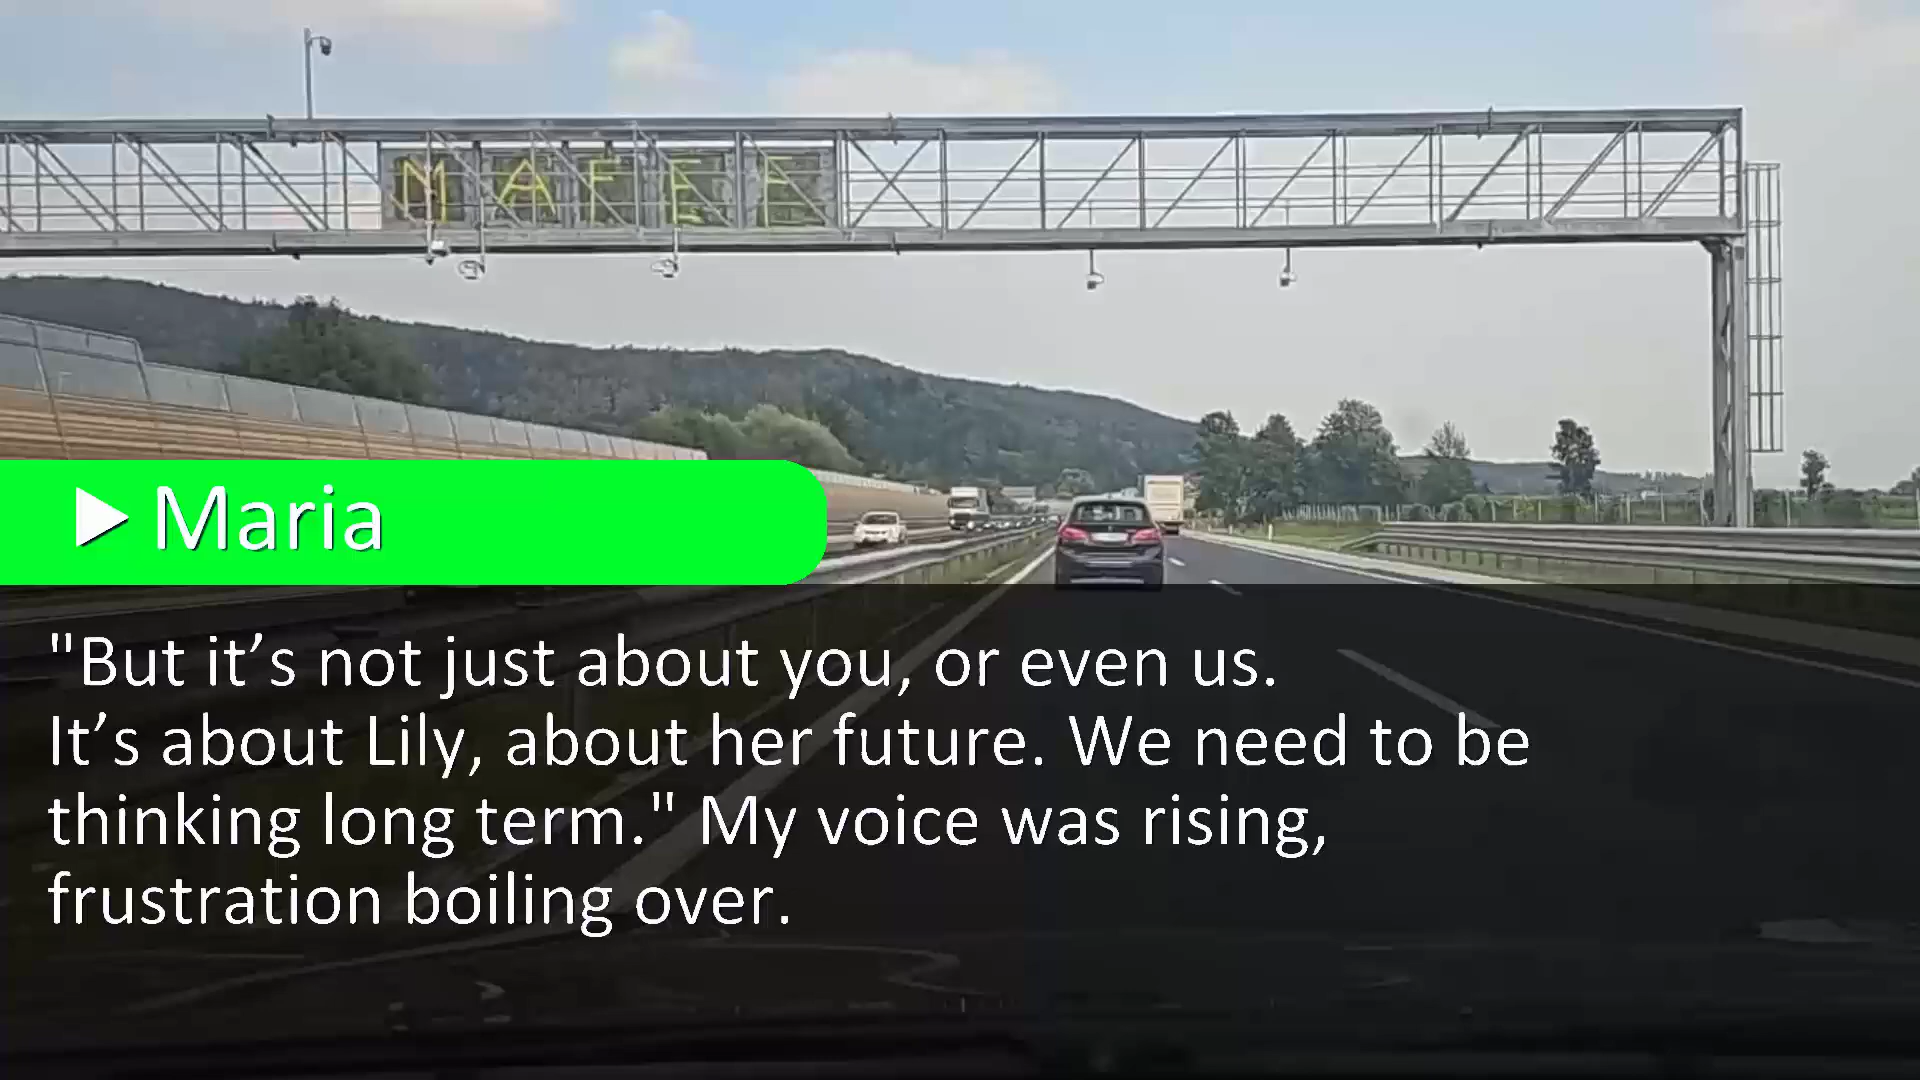 MAFEE
Maria
"But it’s not just about you, or even us.
It’s about Lily, about her future. We need to be
thinking long term." My voice was rising,
frustration boiling over.